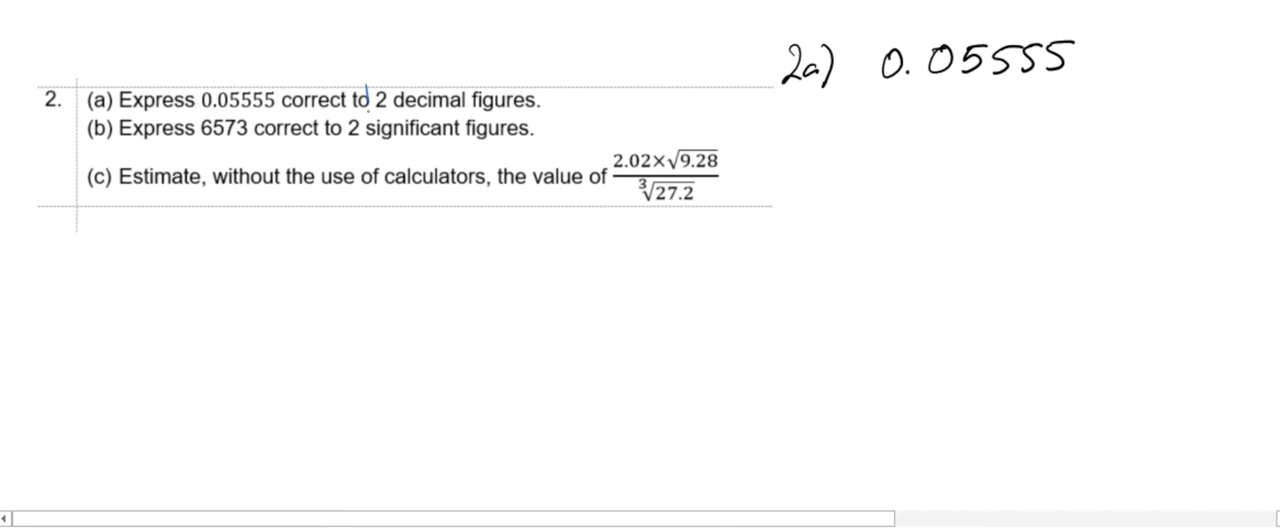 2a) 0.05555
2. (a) Express 0.05555 correct to 2 decimal figures.
(b) Express 6573 correct to 2 significant figures.
(c) Estimate, without the use of calculators, the value of 2.02×√9.28 / ∛27.2